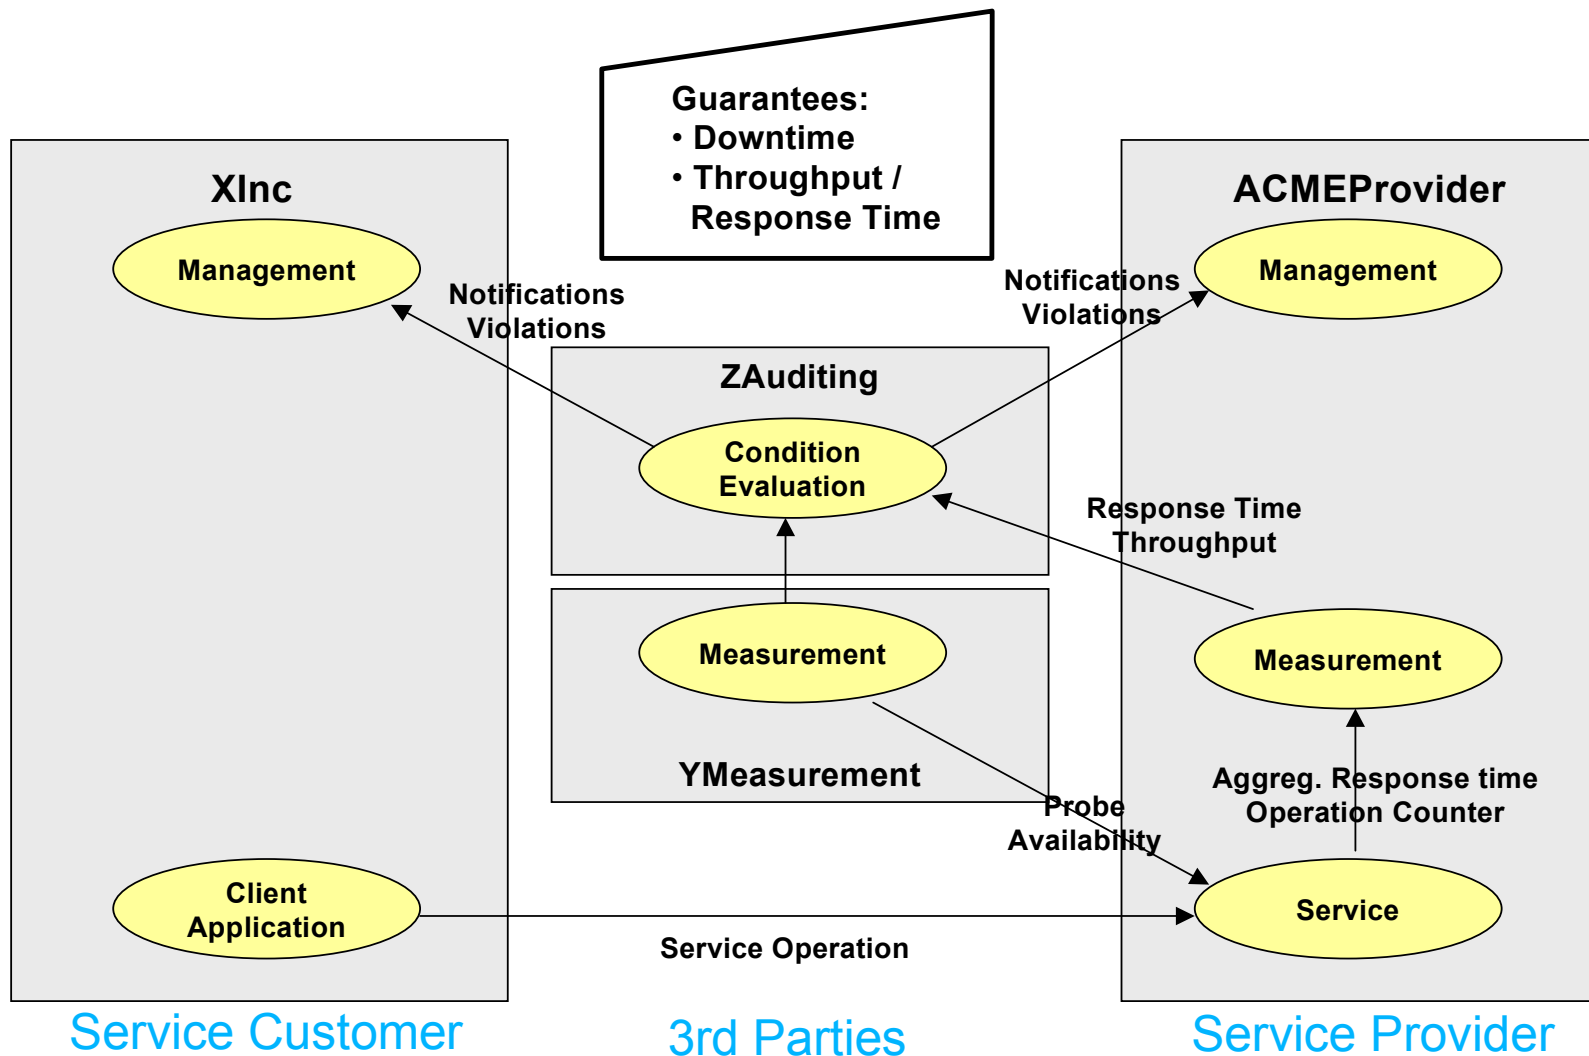 Guarantees:
• Downtime
• Throughput /
Response Time
XInc
Management
Notifications
Violations
ACMEProvider
Management
Notifications
Violations
ZAuditing
Condition
Evaluation
Response Time
Throughput
Measurement
YMeasurement
Measurement
Probe
Availability
Aggreg. Response time
Operation Counter
Client
Application
Service Operation
Service
Service Customer
3rd Parties
Service Provider